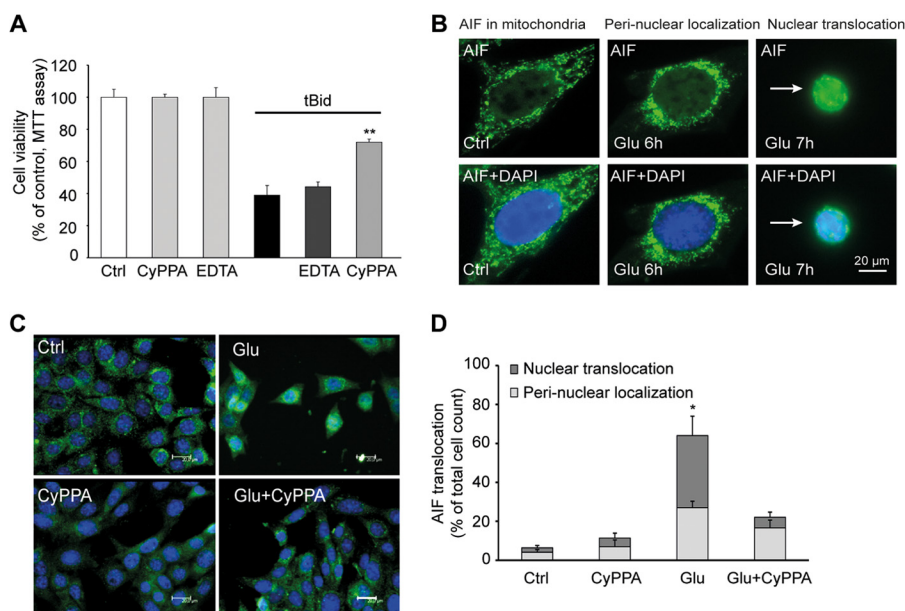 A
Cell viability
(% of control, MTT assay)
120
100
80
60
40
20
0
tBid
**
Ctrl
CyPPA
EDTA
EDTA
CyPPA
B
AIF in mitochondria
Peri-nuclear localization
Nuclear translocation
AIF
AIF
AIF
Ctrl
Glu 6h
Glu 7h
AIF+DAPI
AIF+DAPI
AIF+DAPI
Ctrl
Glu 6h
Glu 7h
20 µm
C
Ctrl
Glu
CyPPA
Glu+CyPPA
D
AIF translocation
(% of total cell count)
100
80
60
40
20
0
Nuclear translocation
Peri-nuclear localization
*
Ctrl
CyPPA
Glu
Glu+CyPPA